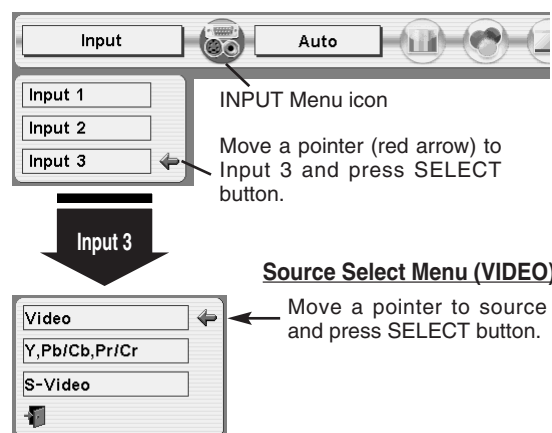 Input
Auto
Input 1
Input 2
Input 3
INPUT Menu icon
Move a pointer (red arrow) to
Input 3 and press SELECT
button.
Input 3
Source Select Menu (VIDEO)
Video
Y,Pb/Cb,Pr/Cr
S-Video
Move a pointer to source
and press SELECT button.